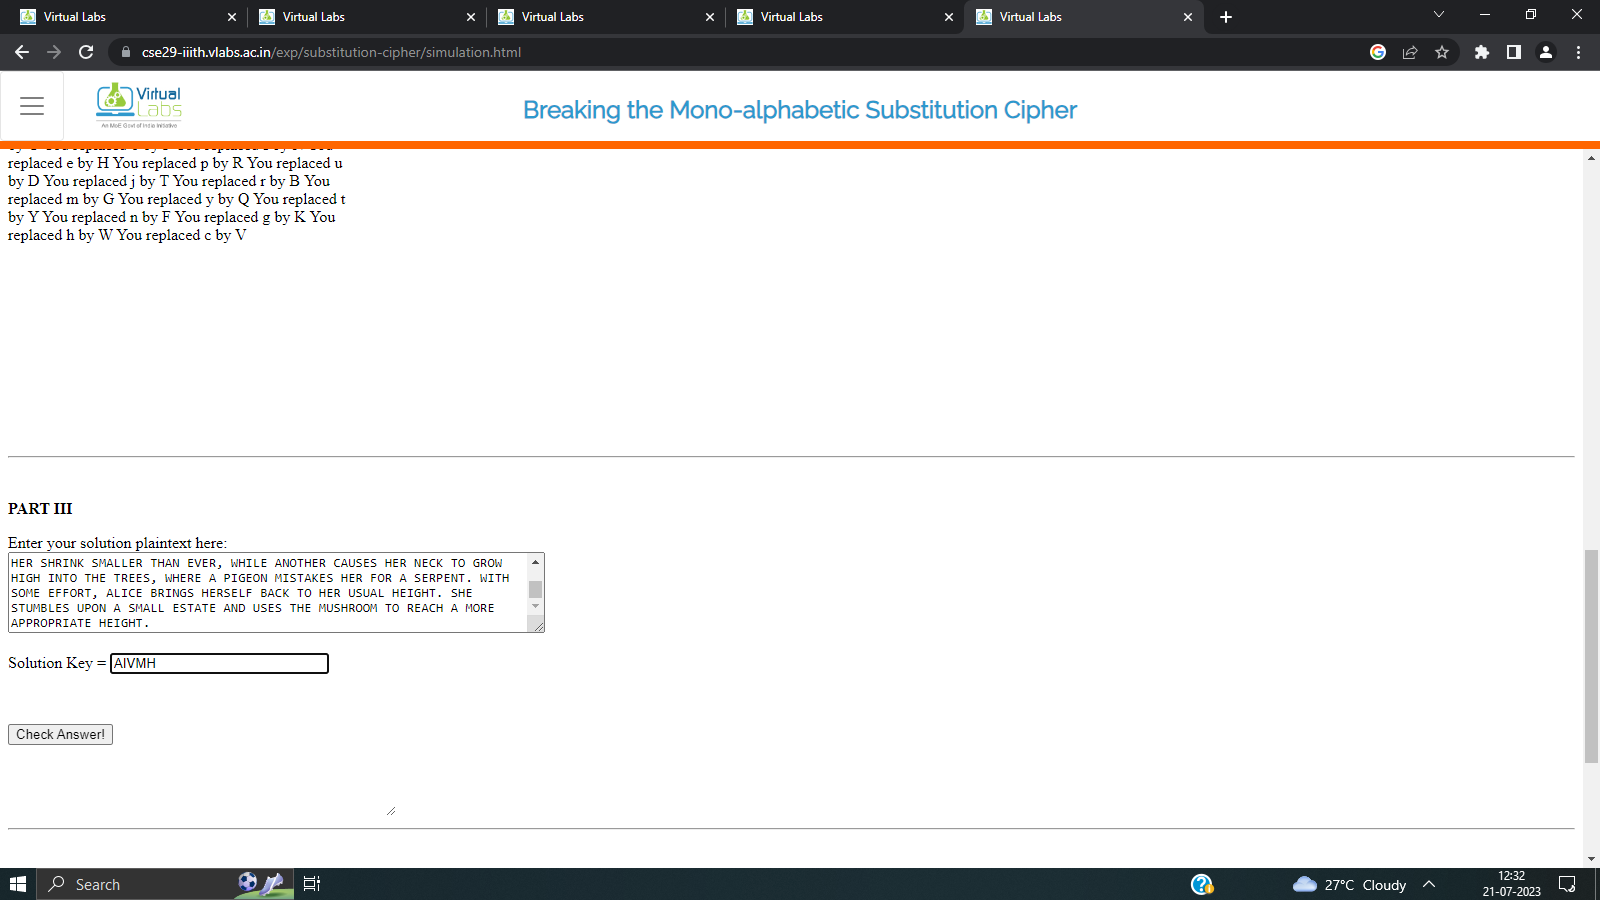 Virtual Labs
Virtual Labs
Virtual Labs
Virtual Labs
Virtual Labs
cse29-iiith.vlabs.ac.in/exp/substitution-cipher/simulation.html
Virtual
Labs
An MoE Govt of India Initiative
Breaking the Mono-alphabetic Substitution Cipher
replaced e by H You replaced p by R You replaced u
by D You replaced j by T You replaced r by B You
replaced m by G You replaced y by Q You replaced t
by Y You replaced n by F You replaced g by K You
replaced h by W You replaced c by V
PART III
Enter your solution plaintext here:
HER SHRINK SMALLER THAN EVER, WHILE ANOTHER CAUSES HER NECK TO GROW
HIGH INTO THE TREES, WHERE A PIGEON MISTAKES HER FOR A SERPENT. WITH
SOME EFFORT, ALICE BRINGS HERSELF BACK TO HER USUAL HEIGHT. SHE
STUMBLES UPON A SMALL ESTATE AND USES THE MUSHROOM TO REACH A MORE
APPROPRIATE HEIGHT.
Solution Key = AIVMH
Check Answer!
Search
27°C Cloudy
12:32
21-07-2023